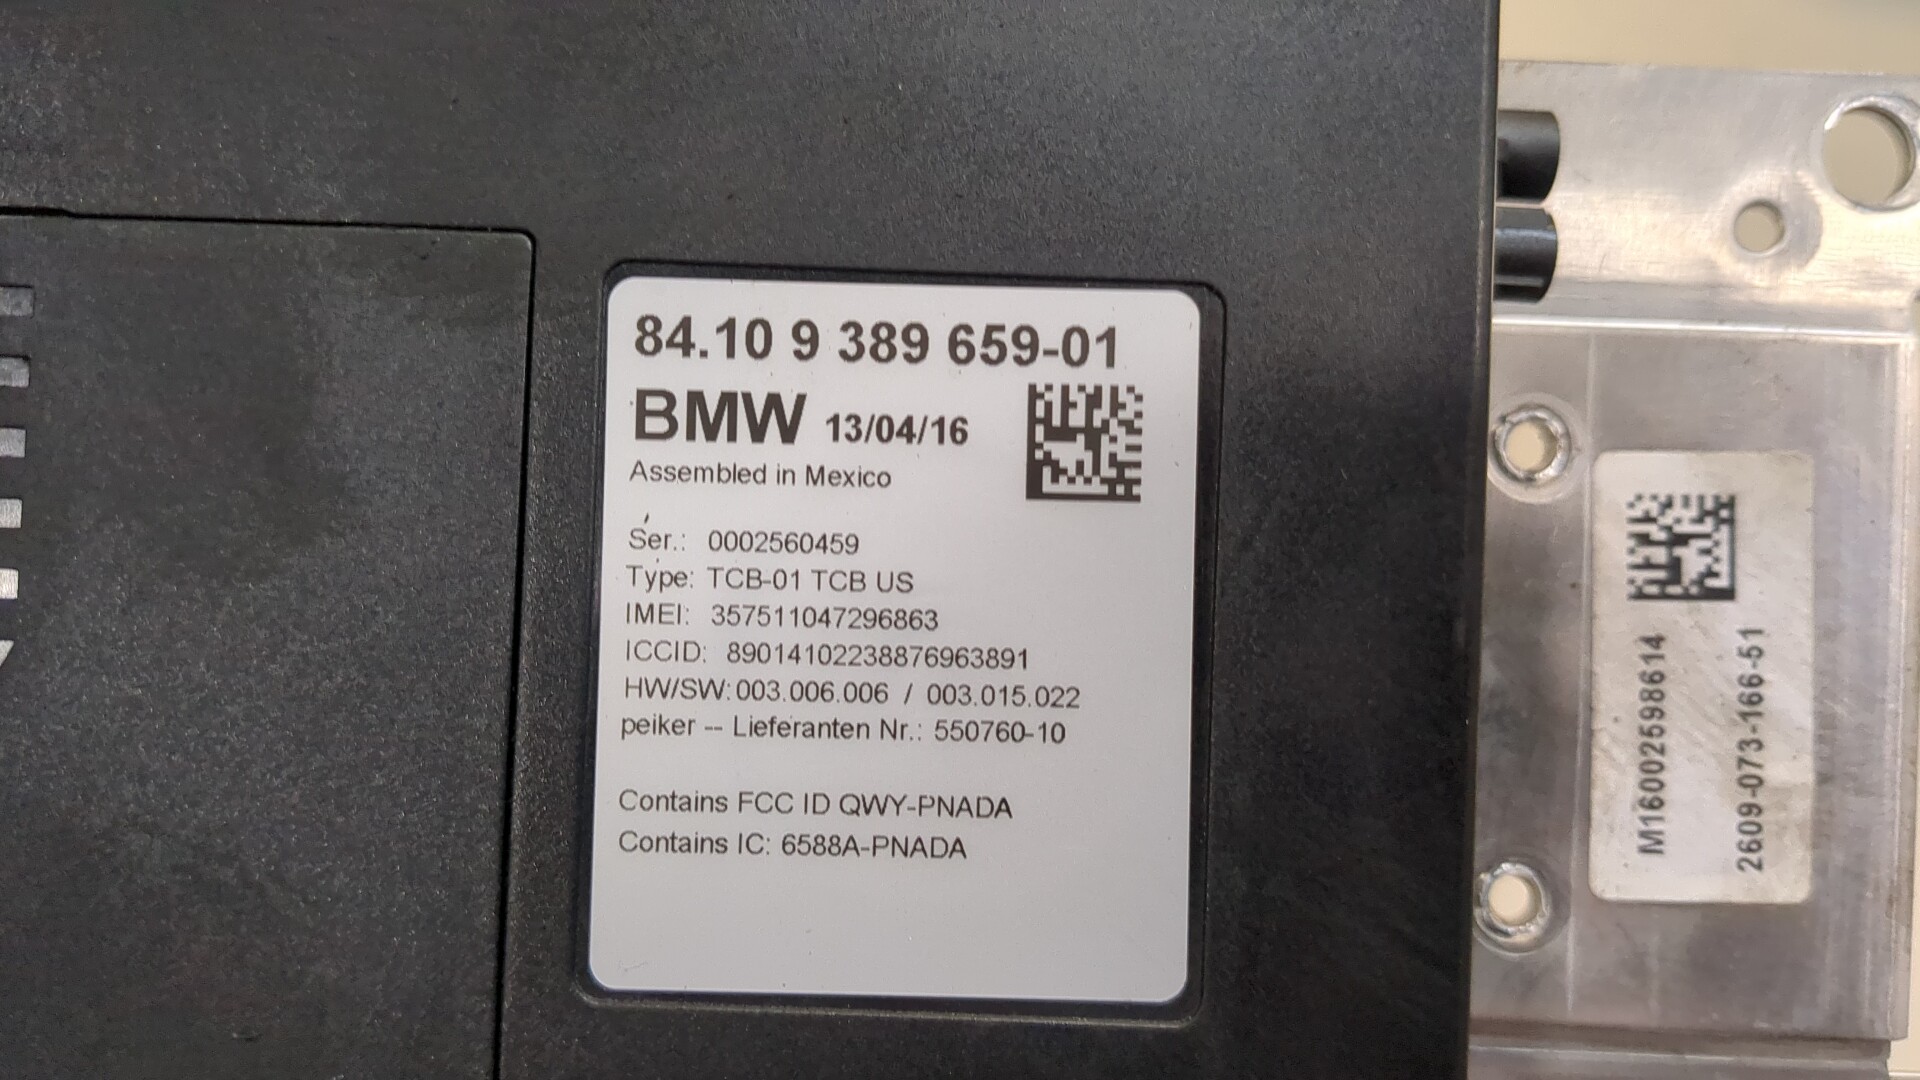 84.10 9 389 659-01
BMW 13/04/16
Assembled in Mexico
Ser.: 0002560459
Type: TCB-01 TCB US
IMEI: 357511047296863
ICCID: 89014102238876963891
HW/SW: 003.006.006 / 003.015.022
peiker -- Lieferanten Nr.: 550760-10
Contains FCC ID QWY-PNADA
Contains IC: 6588A-PNADA
M16002598614
2609-073-166-51